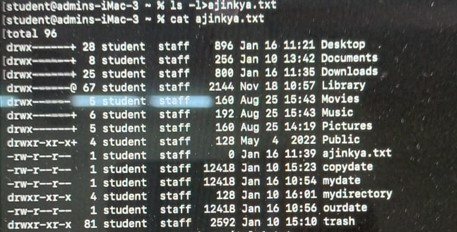 [student@admins-iMac-3 ~ % ls -l>ajinkya.txt
[student@admins-iMac-3 ~ % cat ajinkya.txt
[total 96
drwx------+ 28 student staff 896 Jan 16 11:21 Desktop
drwx------+ 8 student staff 256 Jan 10 13:42 Documents
drwx------+ 25 student staff 800 Jan 16 11:35 Downloads
drwx------@ 67 student staff 2144 Nov 18 10:57 Library
drwx------ 5 student staff 160 Aug 25 15:43 Movies
drwx------+ 6 student staff 192 Aug 25 15:43 Music
drwx------+ 5 student staff 160 Aug 25 14:19 Pictures
drwxr-xr-x+ 4 student staff 128 May 4 2022 Public
-rw-r--r-- 1 student staff 0 Jan 16 11:39 ajinkya.txt
-rw-r--r-- 1 student staff 12418 Jan 10 15:23 copydate
-rw-r--r-- 1 student staff 12418 Jan 16 10:54 mydate
drwxr-xr-x 4 student staff 128 Jan 10 16:01 mydirectory
-rw-r--r-- 1 student staff 12418 Jan 16 10:56 ourdate
drwxr-xr-x 81 student staff 2592 Jan 10 15:10 trash